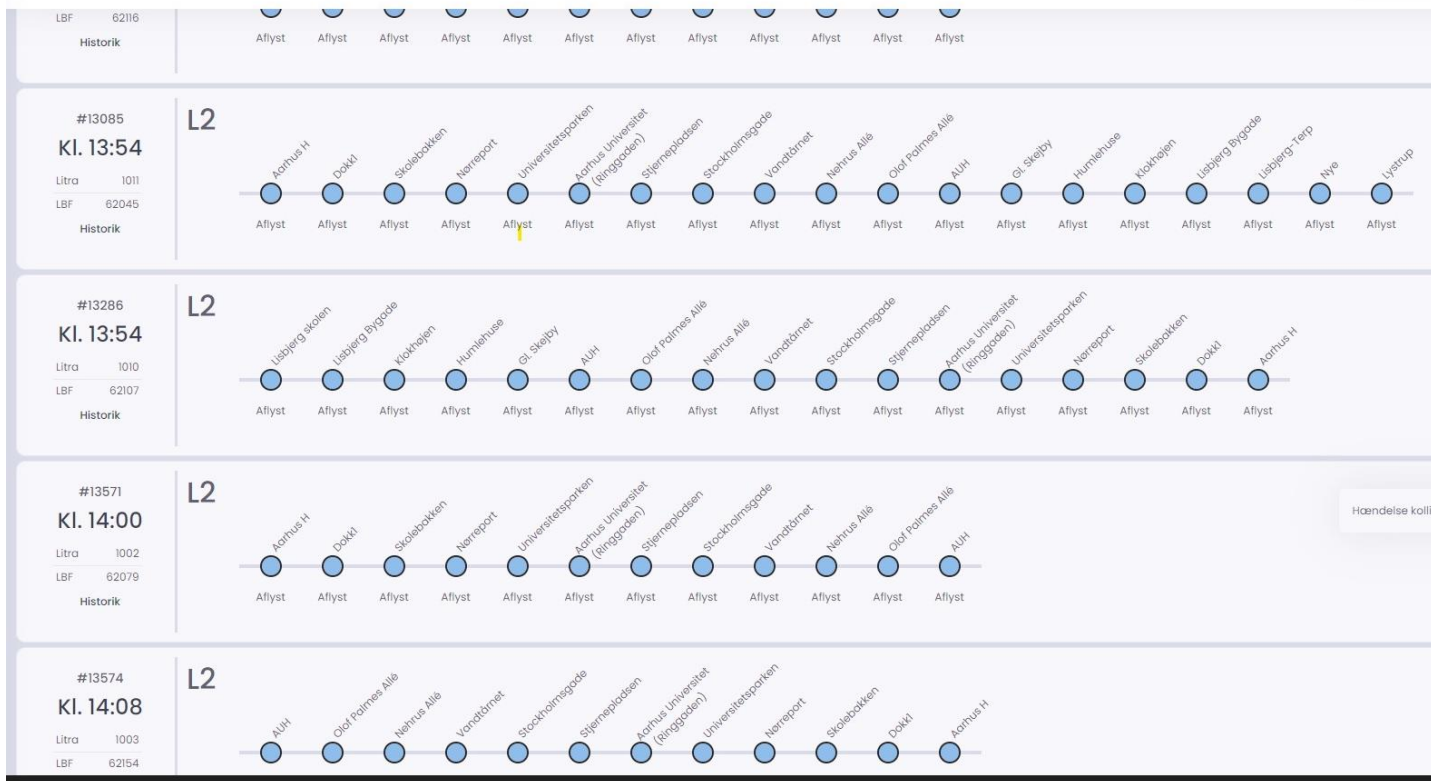 LBF 62116
Historik
Aflyst Aflyst Aflyst Aflyst Aflyst Aflyst Aflyst Aflyst Aflyst Aflyst Aflyst Aflyst
#13085
Kl. 13:54
Litra 1011
LBF 62045
Historik
L2
Aarhus H
Dokk1
Skolebakken
Nørreport
Universitetsparken
Aarhus Universitet
(Ringgaden)
Stjernepladsen
Stockholmsgade
Vandtårnet
Nehrus Allé
Olof Palmes Allé
AUH
Gl. Skejby
Humlehuse
Klokhøjen
Lisbjerg Bygade
Lisbjerg-Terp
Nye
Lystrup
Aflyst Aflyst Aflyst Aflyst Aflyst Aflyst Aflyst Aflyst Aflyst Aflyst Aflyst Aflyst Aflyst Aflyst Aflyst Aflyst Aflyst Aflyst Aflyst
#13286
Kl. 13:54
Litra 1010
LBF 62107
Historik
L2
Lisbjerg skolen
Lisbjerg Bygade
Klokhøjen
Humlehuse
Gl. Skejby
AUH
Olof Palmes Allé
Nehrus Allé
Vandtårnet
Stockholmsgade
Stjernepladsen
Aarhus Universitet
(Ringgaden)
Universitetsparken
Nørreport
Skolebakken
Dokk1
Aarhus H
Aflyst Aflyst Aflyst Aflyst Aflyst Aflyst Aflyst Aflyst Aflyst Aflyst Aflyst Aflyst Aflyst Aflyst Aflyst Aflyst Aflyst
#13571
Kl. 14:00
Litra 1002
LBF 62079
Historik
L2
Aarhus H
Dokk1
Skolebakken
Nørreport
Universitetsparken
Aarhus Universitet
(Ringgaden)
Stjernepladsen
Stockholmsgade
Vandtårnet
Nehrus Allé
Olof Palmes Allé
AUH
Aflyst Aflyst Aflyst Aflyst Aflyst Aflyst Aflyst Aflyst Aflyst Aflyst Aflyst Aflyst
Hændelse kolli
#13574
Kl. 14:08
Litra 1003
LBF 62154
L2
AUH
Olof Palmes Allé
Nehrus Allé
Vandtårnet
Stockholmsgade
Stjernepladsen
Aarhus Universitet
(Ringgaden)
Universitetsparken
Nørreport
Skolebakken
Dokk1
Aarhus H